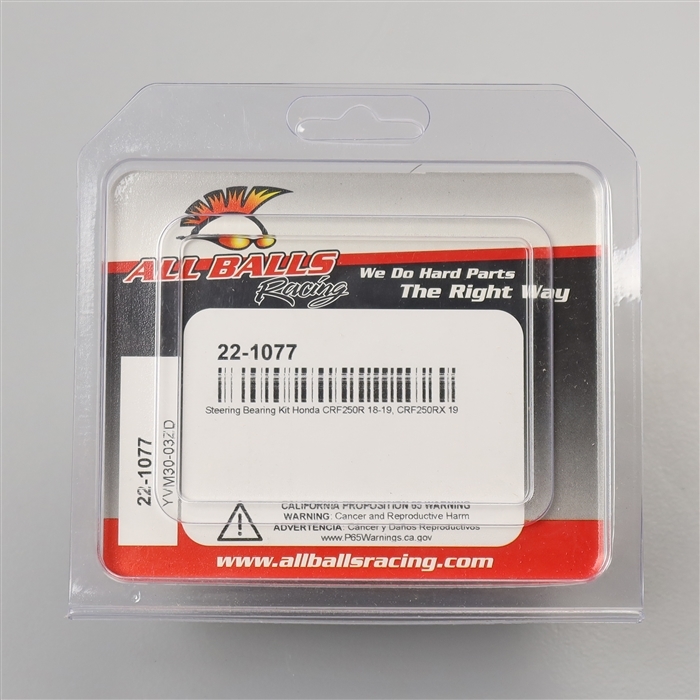 ALL BALLS
Racing
We Do Hard Parts
The Right Way
22-1077
Steering Bearing Kit Honda CRF250R 18-19, CRF250RX 19
22-1077
YVM30-03ZD
CALIFORNIA PROPOSITION 65 WARNING
WARNING: Cancer and Reproductive Harm
ADVERTENCIA: Cancer y Daños Reproductivos
www.P65Warnings.ca.gov
www.allballsracing.com